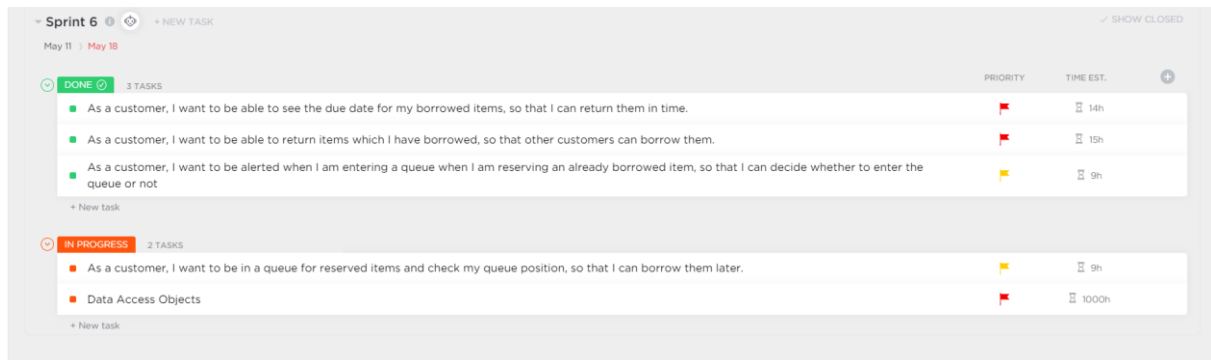 Sprint 6 + NEW TASK SHOW CLOSED
May 11 May 18
DONE 3 TASKS PRIORITY TIME EST.
As a customer, I want to be able to see the due date for my borrowed items, so that I can return them in time. 14h
As a customer, I want to be able to return items which I have borrowed, so that other customers can borrow them. 15h
As a customer, I want to be alerted when I am entering a queue when I am reserving an already borrowed item, so that I can decide whether to enter the
queue or not 9h
+ New task
IN PROGRESS 2 TASKS
As a customer, I want to be in a queue for reserved items and check my queue position, so that I can borrow them later. 9h
Data Access Objects 1000h
+ New task